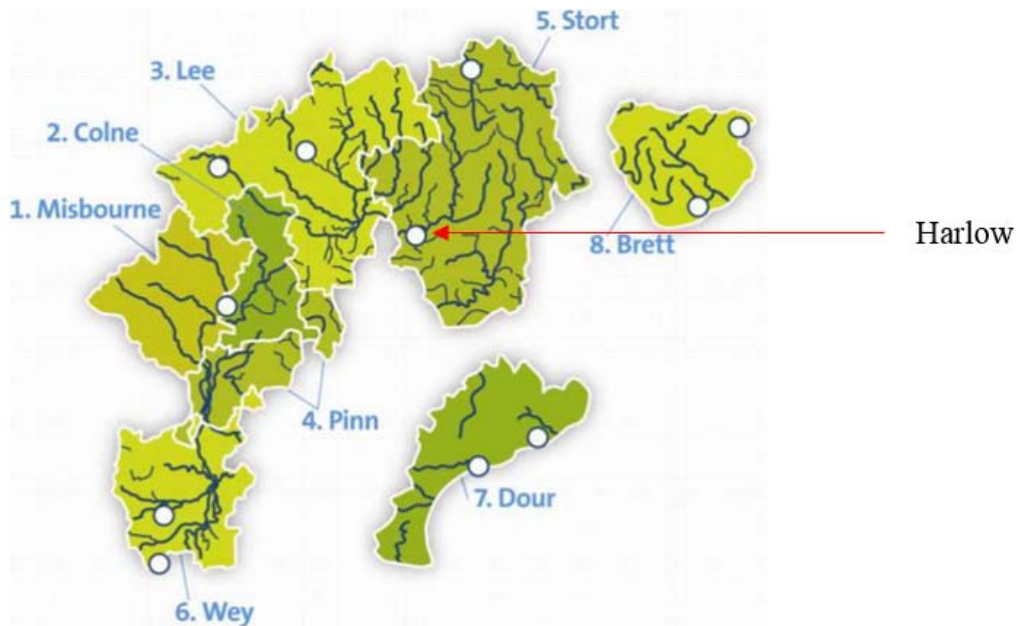 5. Stort
3. Lee
2. Colne
1. Misbourne
Harlow
8. Brett
4. Pinn
7. Dour
6. Wey